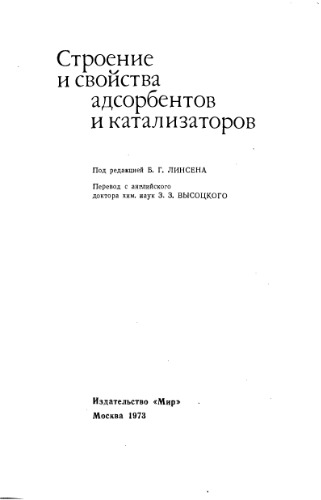 Строение
и свойства
адсорбентов
и катализаторов
Под редакцией Б. Г. ЛИНСЕНА
Перевод с английского
доктора хим. наук З. З. ВЫСОЦКОГО
Издательство «Мир»
Москва 1973